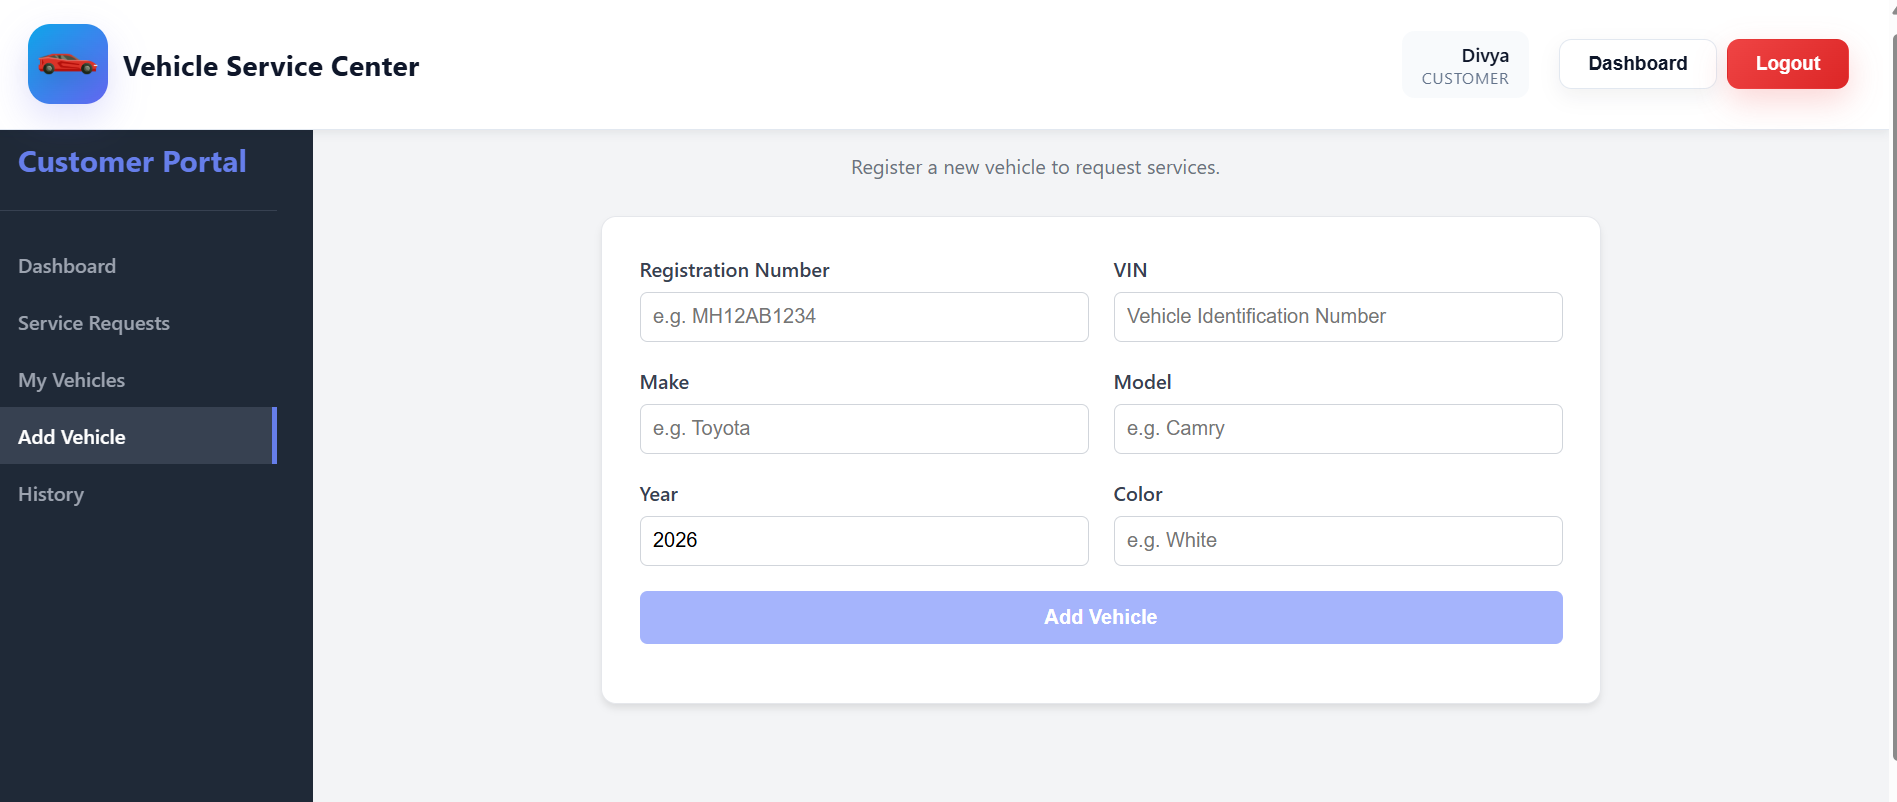 Vehicle Service Center
Divya
CUSTOMER
Dashboard
Logout
Customer Portal
Dashboard
Service Requests
My Vehicles
Add Vehicle
History
Register a new vehicle to request services.
Registration Number
e.g. MH12AB1234
VIN
Vehicle Identification Number
Make
e.g. Toyota
Model
e.g. Camry
Year
2026
Color
e.g. White
Add Vehicle